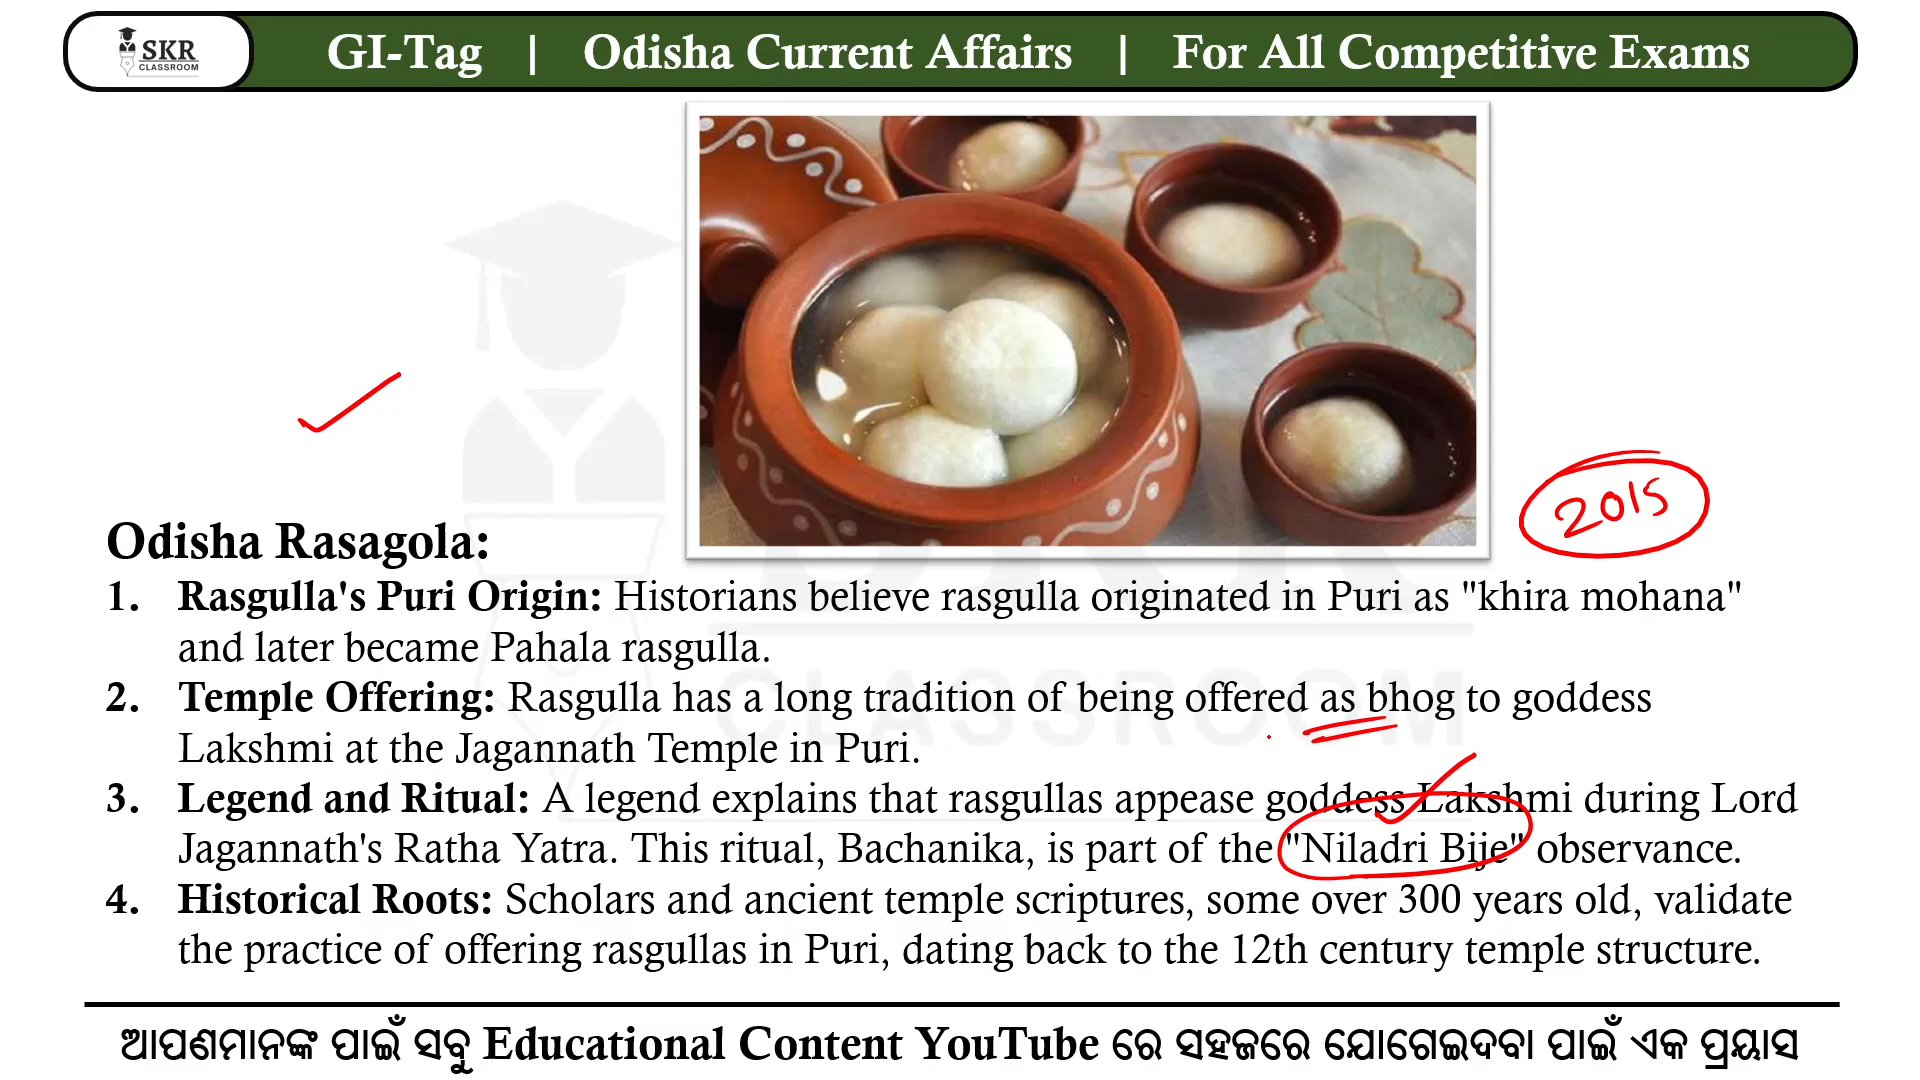 SKR
CLASSROOM
GI-Tag | Odisha Current Affairs | For All Competitive Exams
2015
Odisha Rasagola:
1. Rasgulla's Puri Origin: Historians believe rasgulla originated in Puri as "khira mohana"
and later became Pahala rasgulla.
2. Temple Offering: Rasgulla has a long tradition of being offered as bhog to goddess
Lakshmi at the Jagannath Temple in Puri.
3. Legend and Ritual: A legend explains that rasgullas appease goddess Lakshmi during Lord
Jagannath's Ratha Yatra. This ritual, Bachanika, is part of the "Niladri Bije" observance.
4. Historical Roots: Scholars and ancient temple scriptures, some over 300 years old, validate
the practice of offering rasgullas in Puri, dating back to the 12th century temple structure.
ଆପଣମାନଙ୍କ ପାଇଁ ସବୁ Educational Content YouTube ରେ ସହଜରେ ଯୋଗେଇଦବା ପାଇଁ ଏକ ପ୍ରୟାସ
SKR
CLASSROOM